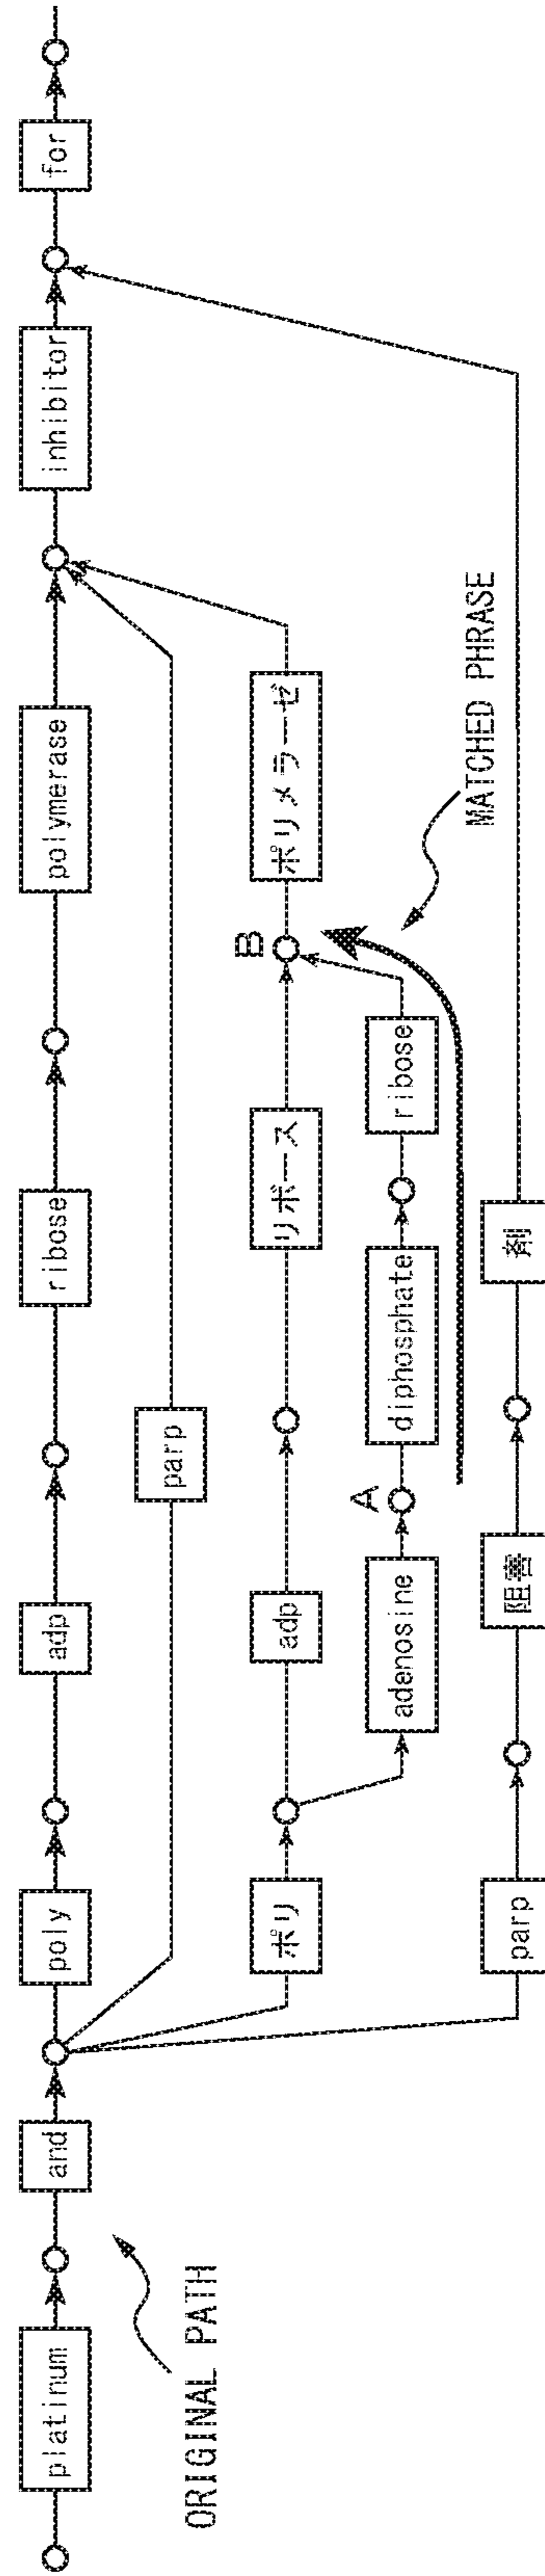 platinum and poly adp ribose polymerase inhibitor for
parp
ORIGINAL PATH
ポリ adp リボース B ポリメラーゼ
adenosine A diphosphate ribose
MATCHED PHRASE
parp 阻害 剤